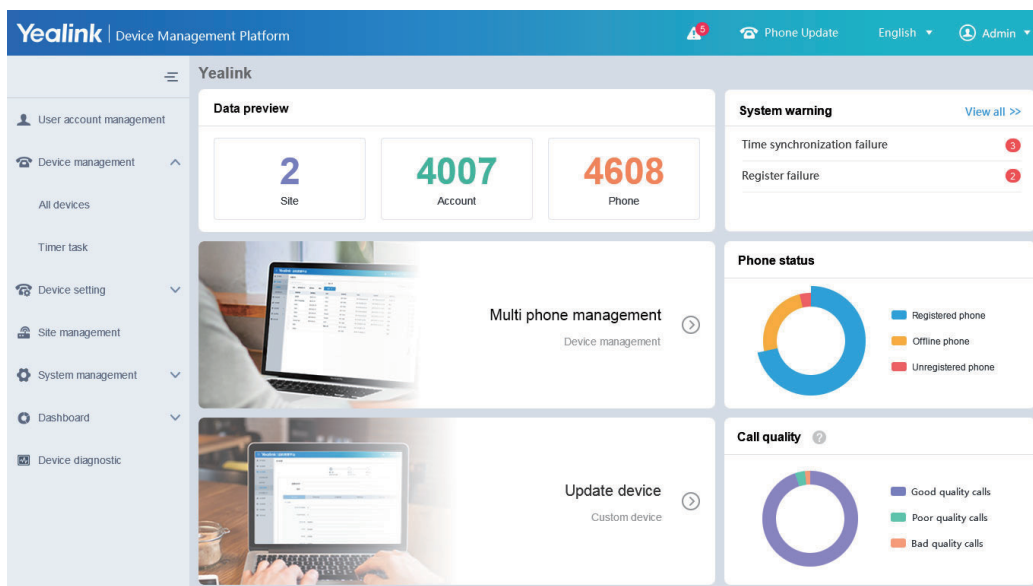 Yealink | Device Management Platform
5
Phone Update
English
Admin
User account management
Device management
All devices
Timer task
Device setting
Site management
System management
Dashboard
Device diagnostic
Yealink
Data preview
2
Site
4007
Account
4608
Phone
System warning
View all >>
Time synchronization failure
3
Register failure
2
Multi phone management
Device management
Phone status
Registered phone
Offline phone
Unregistered phone
Update device
Custom device
Call quality
?
Good quality calls
Poor quality calls
Bad quality calls